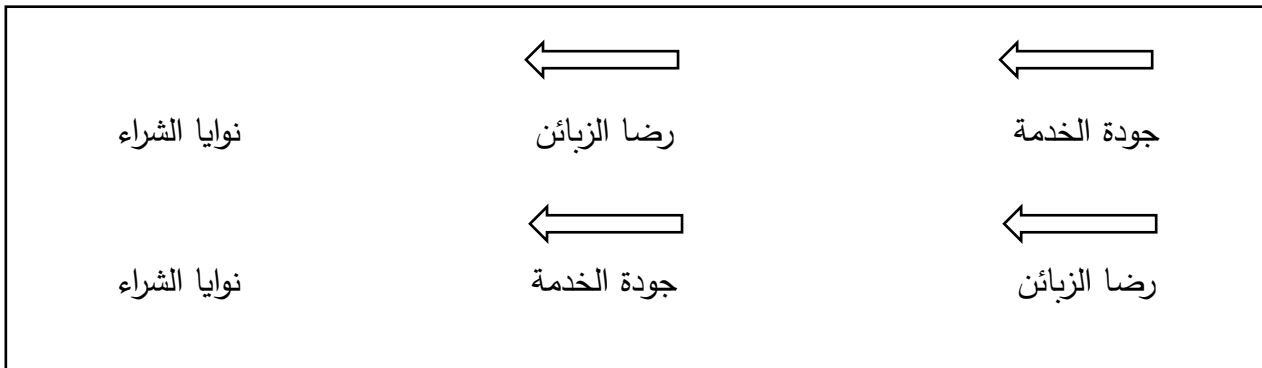 جودة الخدمة رضا الزبائن نوايا الشراء
رضا الزبائن جودة الخدمة نوايا الشراء